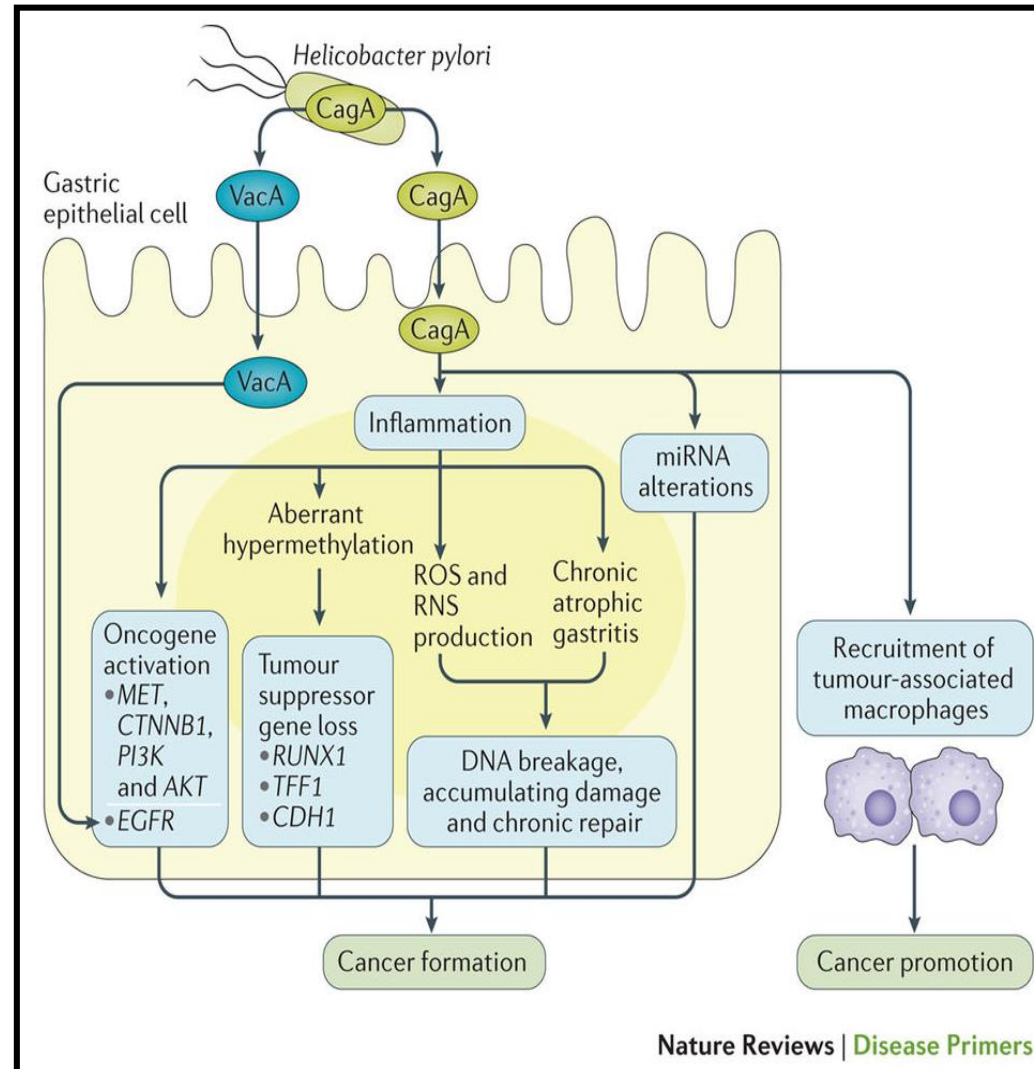 Helicobacter pylori
CagA
Gastric
epithelial cell
VacA
CagA
CagA
VacA
Inflammation
miRNA
alterations
Aberrant
hypermethylation
ROS and
RNS
production
Chronic
atrophic
gastritis
Oncogene
activation
• MET,
CTNNB1,
PI3K
and AKT
• EGFR
Tumour
suppressor
gene loss
• RUNX1
• TFF1
• CDH1
DNA breakage,
accumulating damage
and chronic repair
Recruitment of
tumour-associated
macrophages
Cancer formation
Cancer promotion
Nature Reviews | Disease Primers